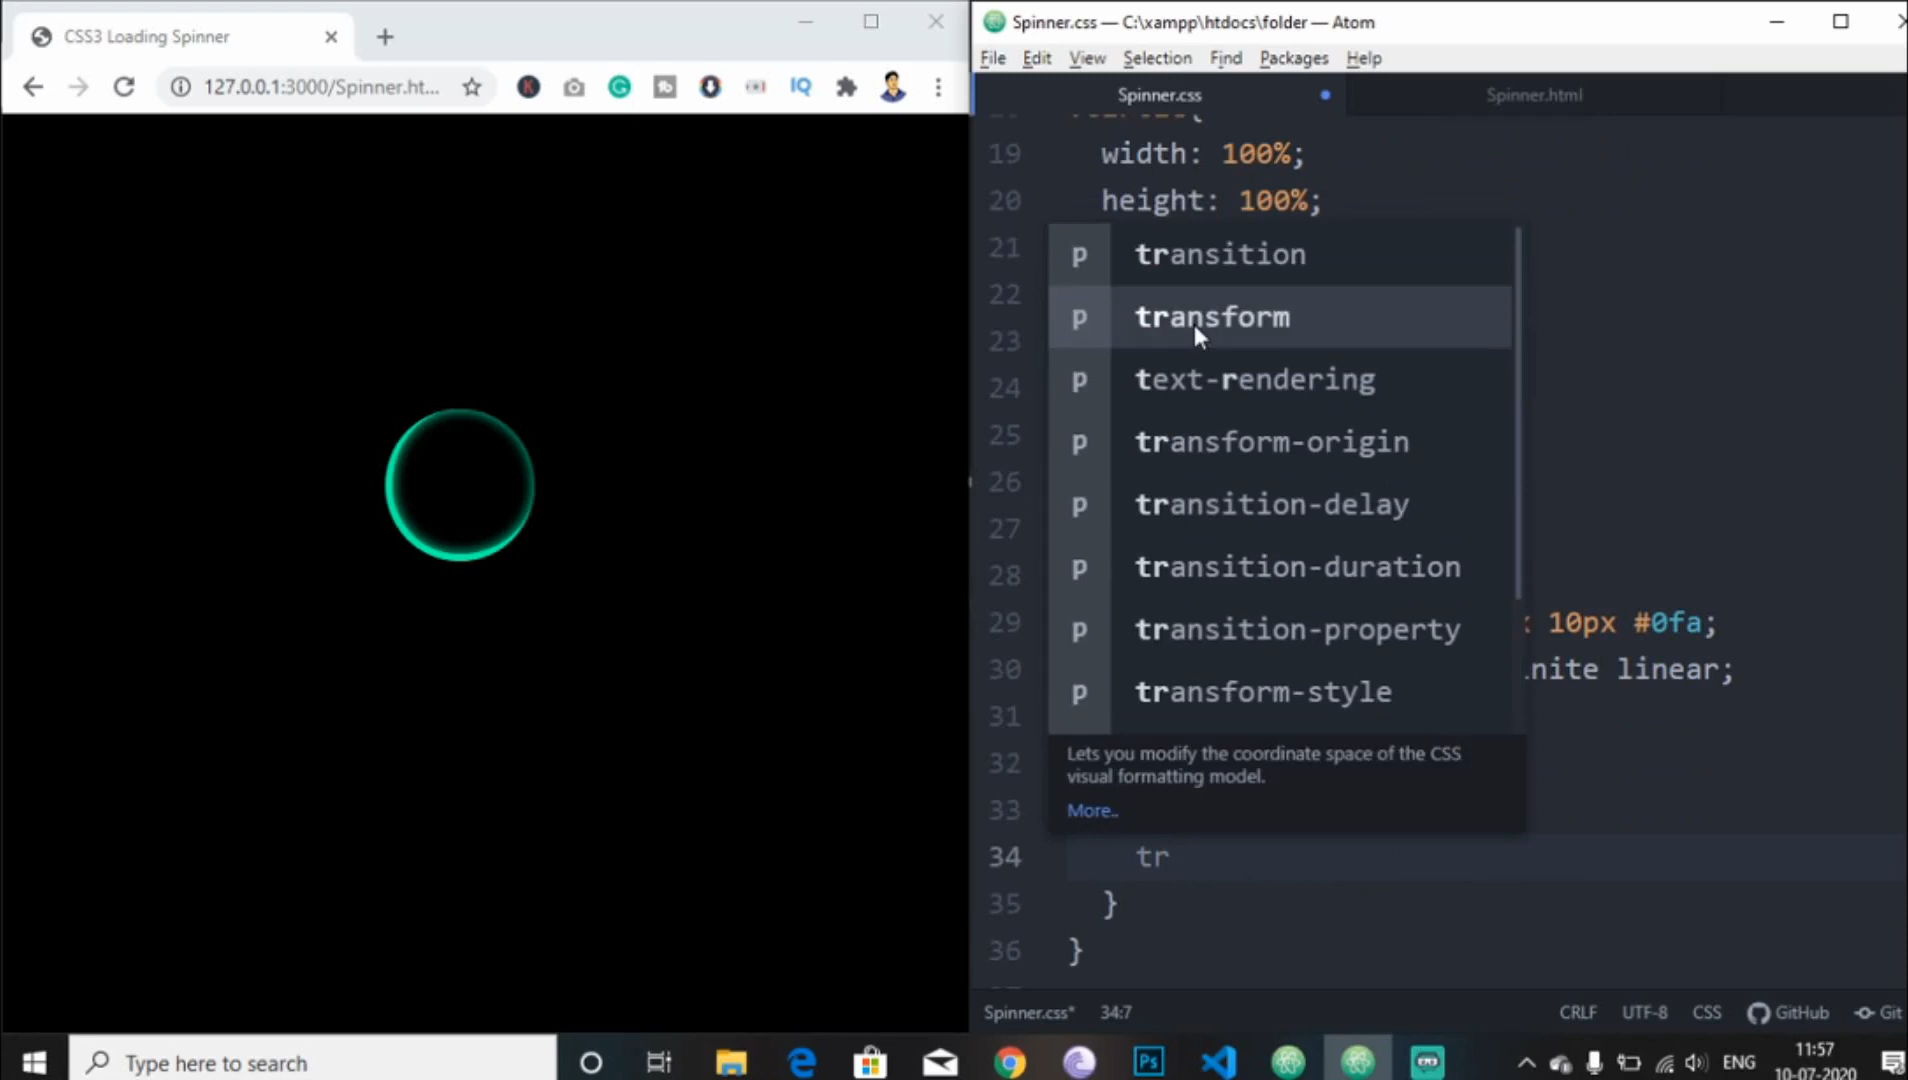 CSS3 Loading Spinner
127.0.0.1:3000/Spinner.ht...
IQ
Spinner.css — C:\xampp\htdocs\folder — Atom
File Edit View Selection Find Packages Help
Spinner.css
Spinner.html
19 width: 100%;
20 height: 100%;
21
p transition
22
p transform
23
24
p text-rendering
25
p transform-origin
26
p transition-delay
27
28
p transition-duration
29 10px #0fa;
p transition-property
30 nite linear;
p transform-style
31
Lets you modify the coordinate space of the CSS
32
visual formatting model.
33
More..
34 tr
35 }
36 }
Spinner.css* 34:7
CRLF UTF-8 CSS GitHub Git
Type here to search
Ps
ENG
11:57
10-07-2020